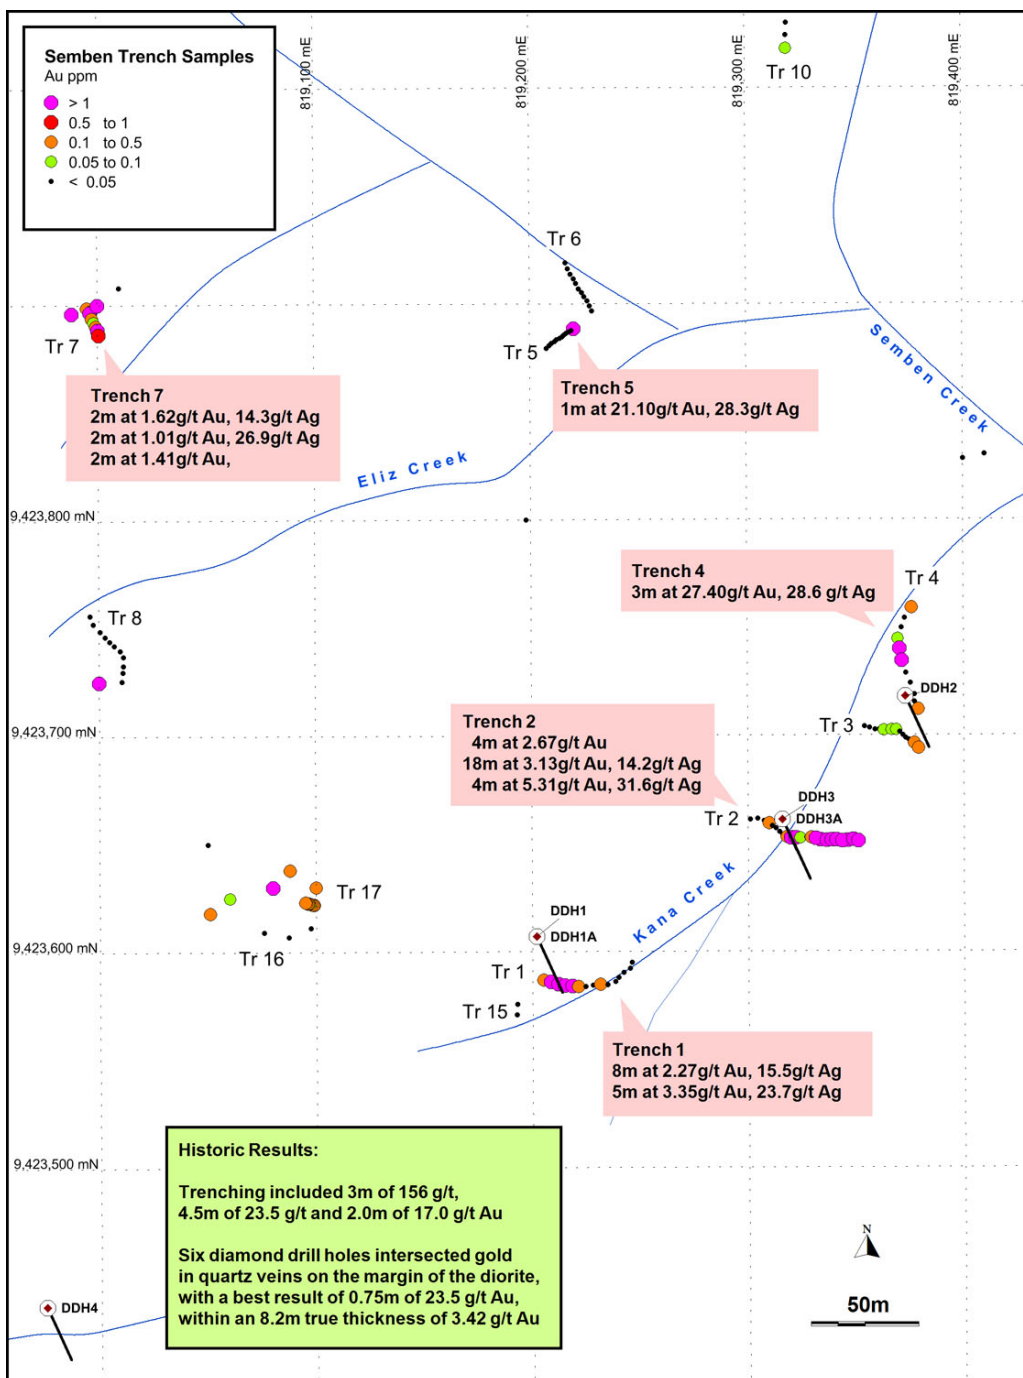 Semben Trench Samples
Au ppm
> 1
0.5 to 1
0.1 to 0.5
0.05 to 0.1
< 0.05
819,100 mE
819,200 mE
819,300 mE
819,400 mE
Tr 10
Tr 6
Tr 7
Tr 5
Semben Creek
Trench 7
2m at 1.62g/t Au, 14.3g/t Ag
2m at 1.01g/t Au, 26.9g/t Ag
2m at 1.41g/t Au,
Trench 5
1m at 21.10g/t Au, 28.3g/t Ag
Eliz Creek
9,423,800 mN
Trench 4
3m at 27.40g/t Au, 28.6 g/t Ag
Tr 4
Tr 8
DDH2
9,423,700 mN
Trench 2
4m at 2.67g/t Au
18m at 3.13g/t Au, 14.2g/t Ag
4m at 5.31g/t Au, 31.6g/t Ag
Tr 3
DDH3
Tr 2
DDH3A
Tr 17
Kana Creek
DDH1
DDH1A
9,423,600 mN
Tr 16
Tr 1
Tr 15
Trench 1
8m at 2.27g/t Au, 15.5g/t Ag
5m at 3.35g/t Au, 23.7g/t Ag
9,423,500 mN
Historic Results:
Trenching included 3m of 156 g/t,
4.5m of 23.5 g/t and 2.0m of 17.0 g/t Au
Six diamond drill holes intersected gold
in quartz veins on the margin of the diorite,
with a best result of 0.75m of 23.5 g/t Au,
within an 8.2m true thickness of 3.42 g/t Au
N
50m
DDH4